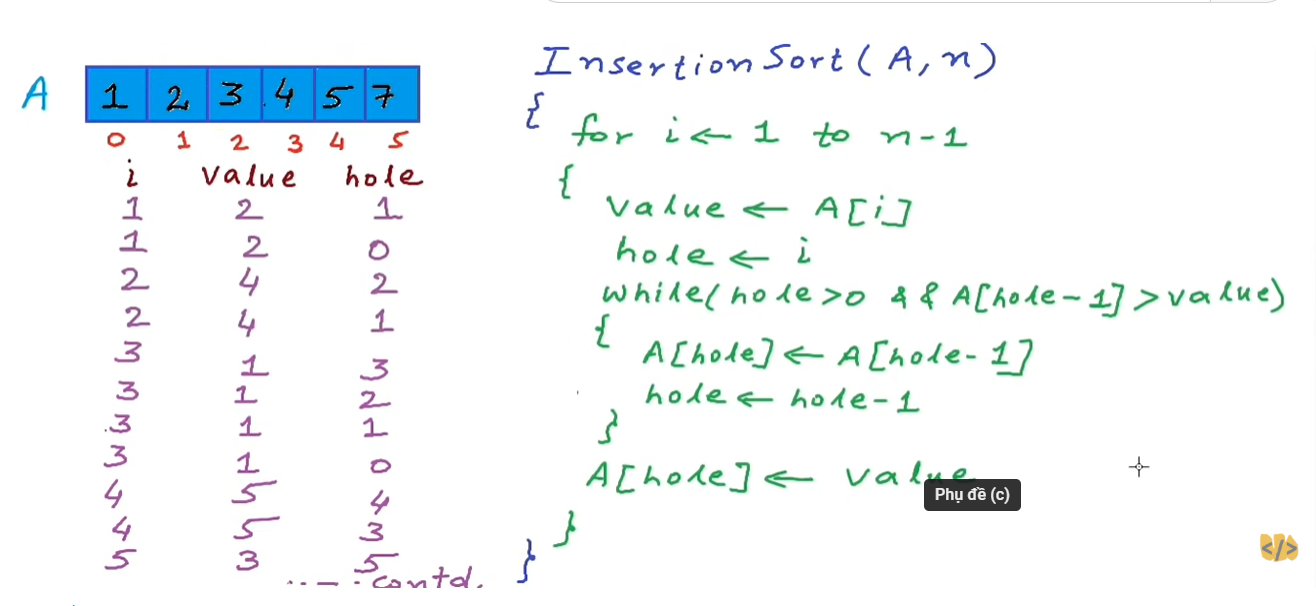 A 1 2 3 4 5 7
0 1 2 3 4 5
i value hole
1 2 1
1 2 0
2 4 2
2 4 1
3 1 3
3 1 2
3 1 1
3 1 0
4 5 4
4 5 3
5 3 5
.. — . contd.
InsertionSort(A,n)
{
for i ← 1 to n-1
{
value ← A[i]
hole ← i
while(hole>0 && A[hole-1]>value)
{
A[hole] ← A[hole-1]
hole ← hole-1
}
A[hole] ← value
}
}
Phụ đề (c)
</>